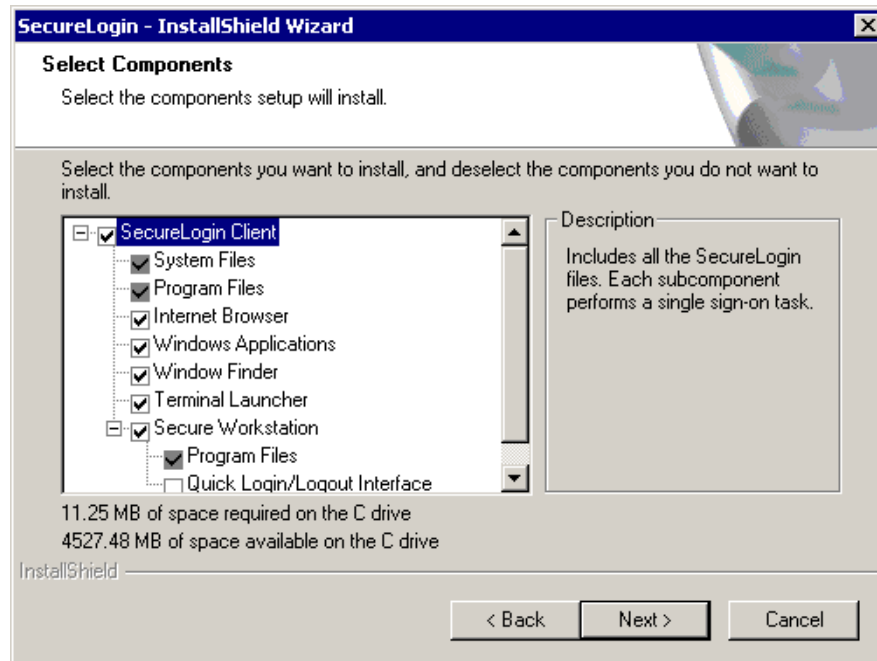 SecureLogin - InstallShield Wizard
Select Components
Select the components setup will install.
Select the components you want to install, and deselect the components you do not want to
install.
SecureLogin Client
System Files
Program Files
Internet Browser
Windows Applications
Window Finder
Terminal Launcher
Secure Workstation
Program Files
Quick Login/Logout Interface
Description
Includes all the SecureLogin
files. Each subcomponent
performs a single sign-on task.
11.25 MB of space required on the C drive
4527.48 MB of space available on the C drive
InstallShield
< Back
Next >
Cancel